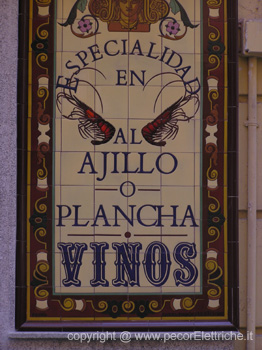 ESPECIALIDAD
EN
AL
AJILLO
O
PLANCHA
VINOS
copyright @ www.pecorElettriche.it